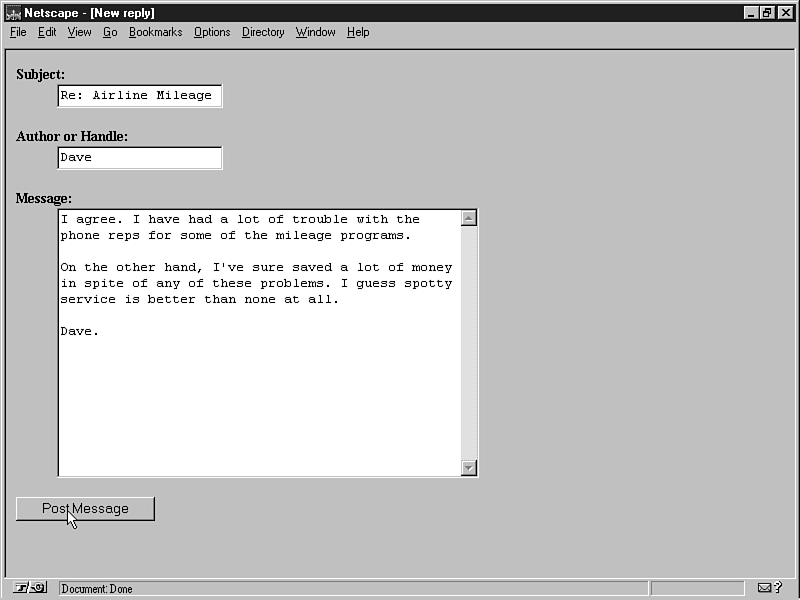 Netscape - [New reply]
File Edit View Go Bookmarks Options Directory Window Help
Subject:
Re: Airline Mileage
Author or Handle:
Dave
Message:
I agree. I have had a lot of trouble with the
phone reps for some of the mileage programs.
On the other hand, I've sure saved a lot of money
in spite of any of these problems. I guess spotty
service is better than none at all.
Dave.
Post Message
Document: Done
?